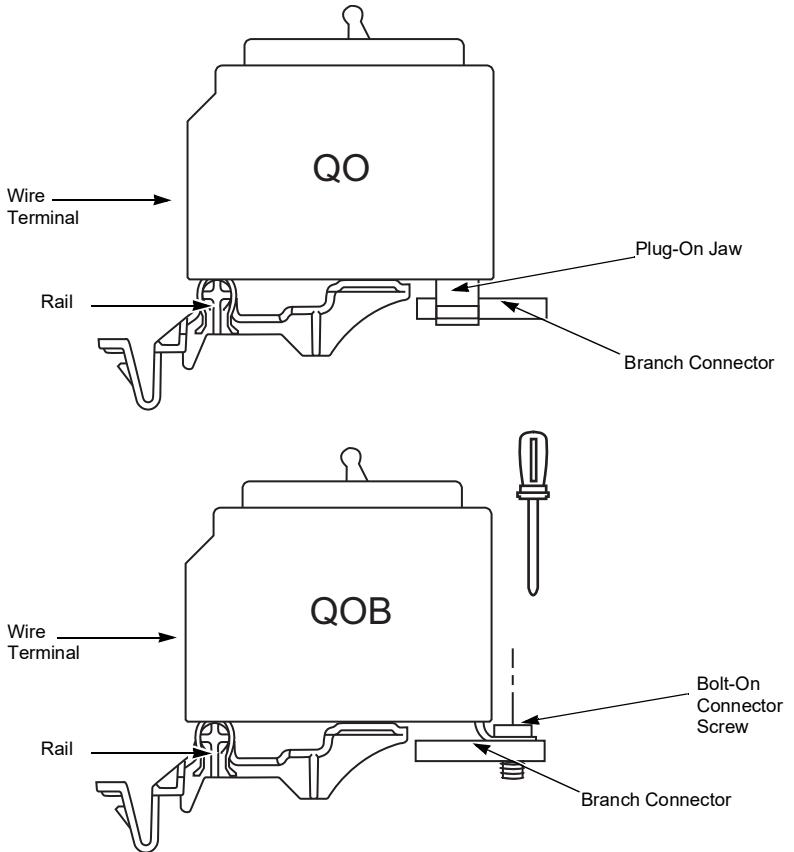 QO
Wire
Terminal
Plug-On Jaw
Rail
Branch Connector
QOB
Wire
Terminal
Bolt-On
Connector
Screw
Rail
Branch Connector